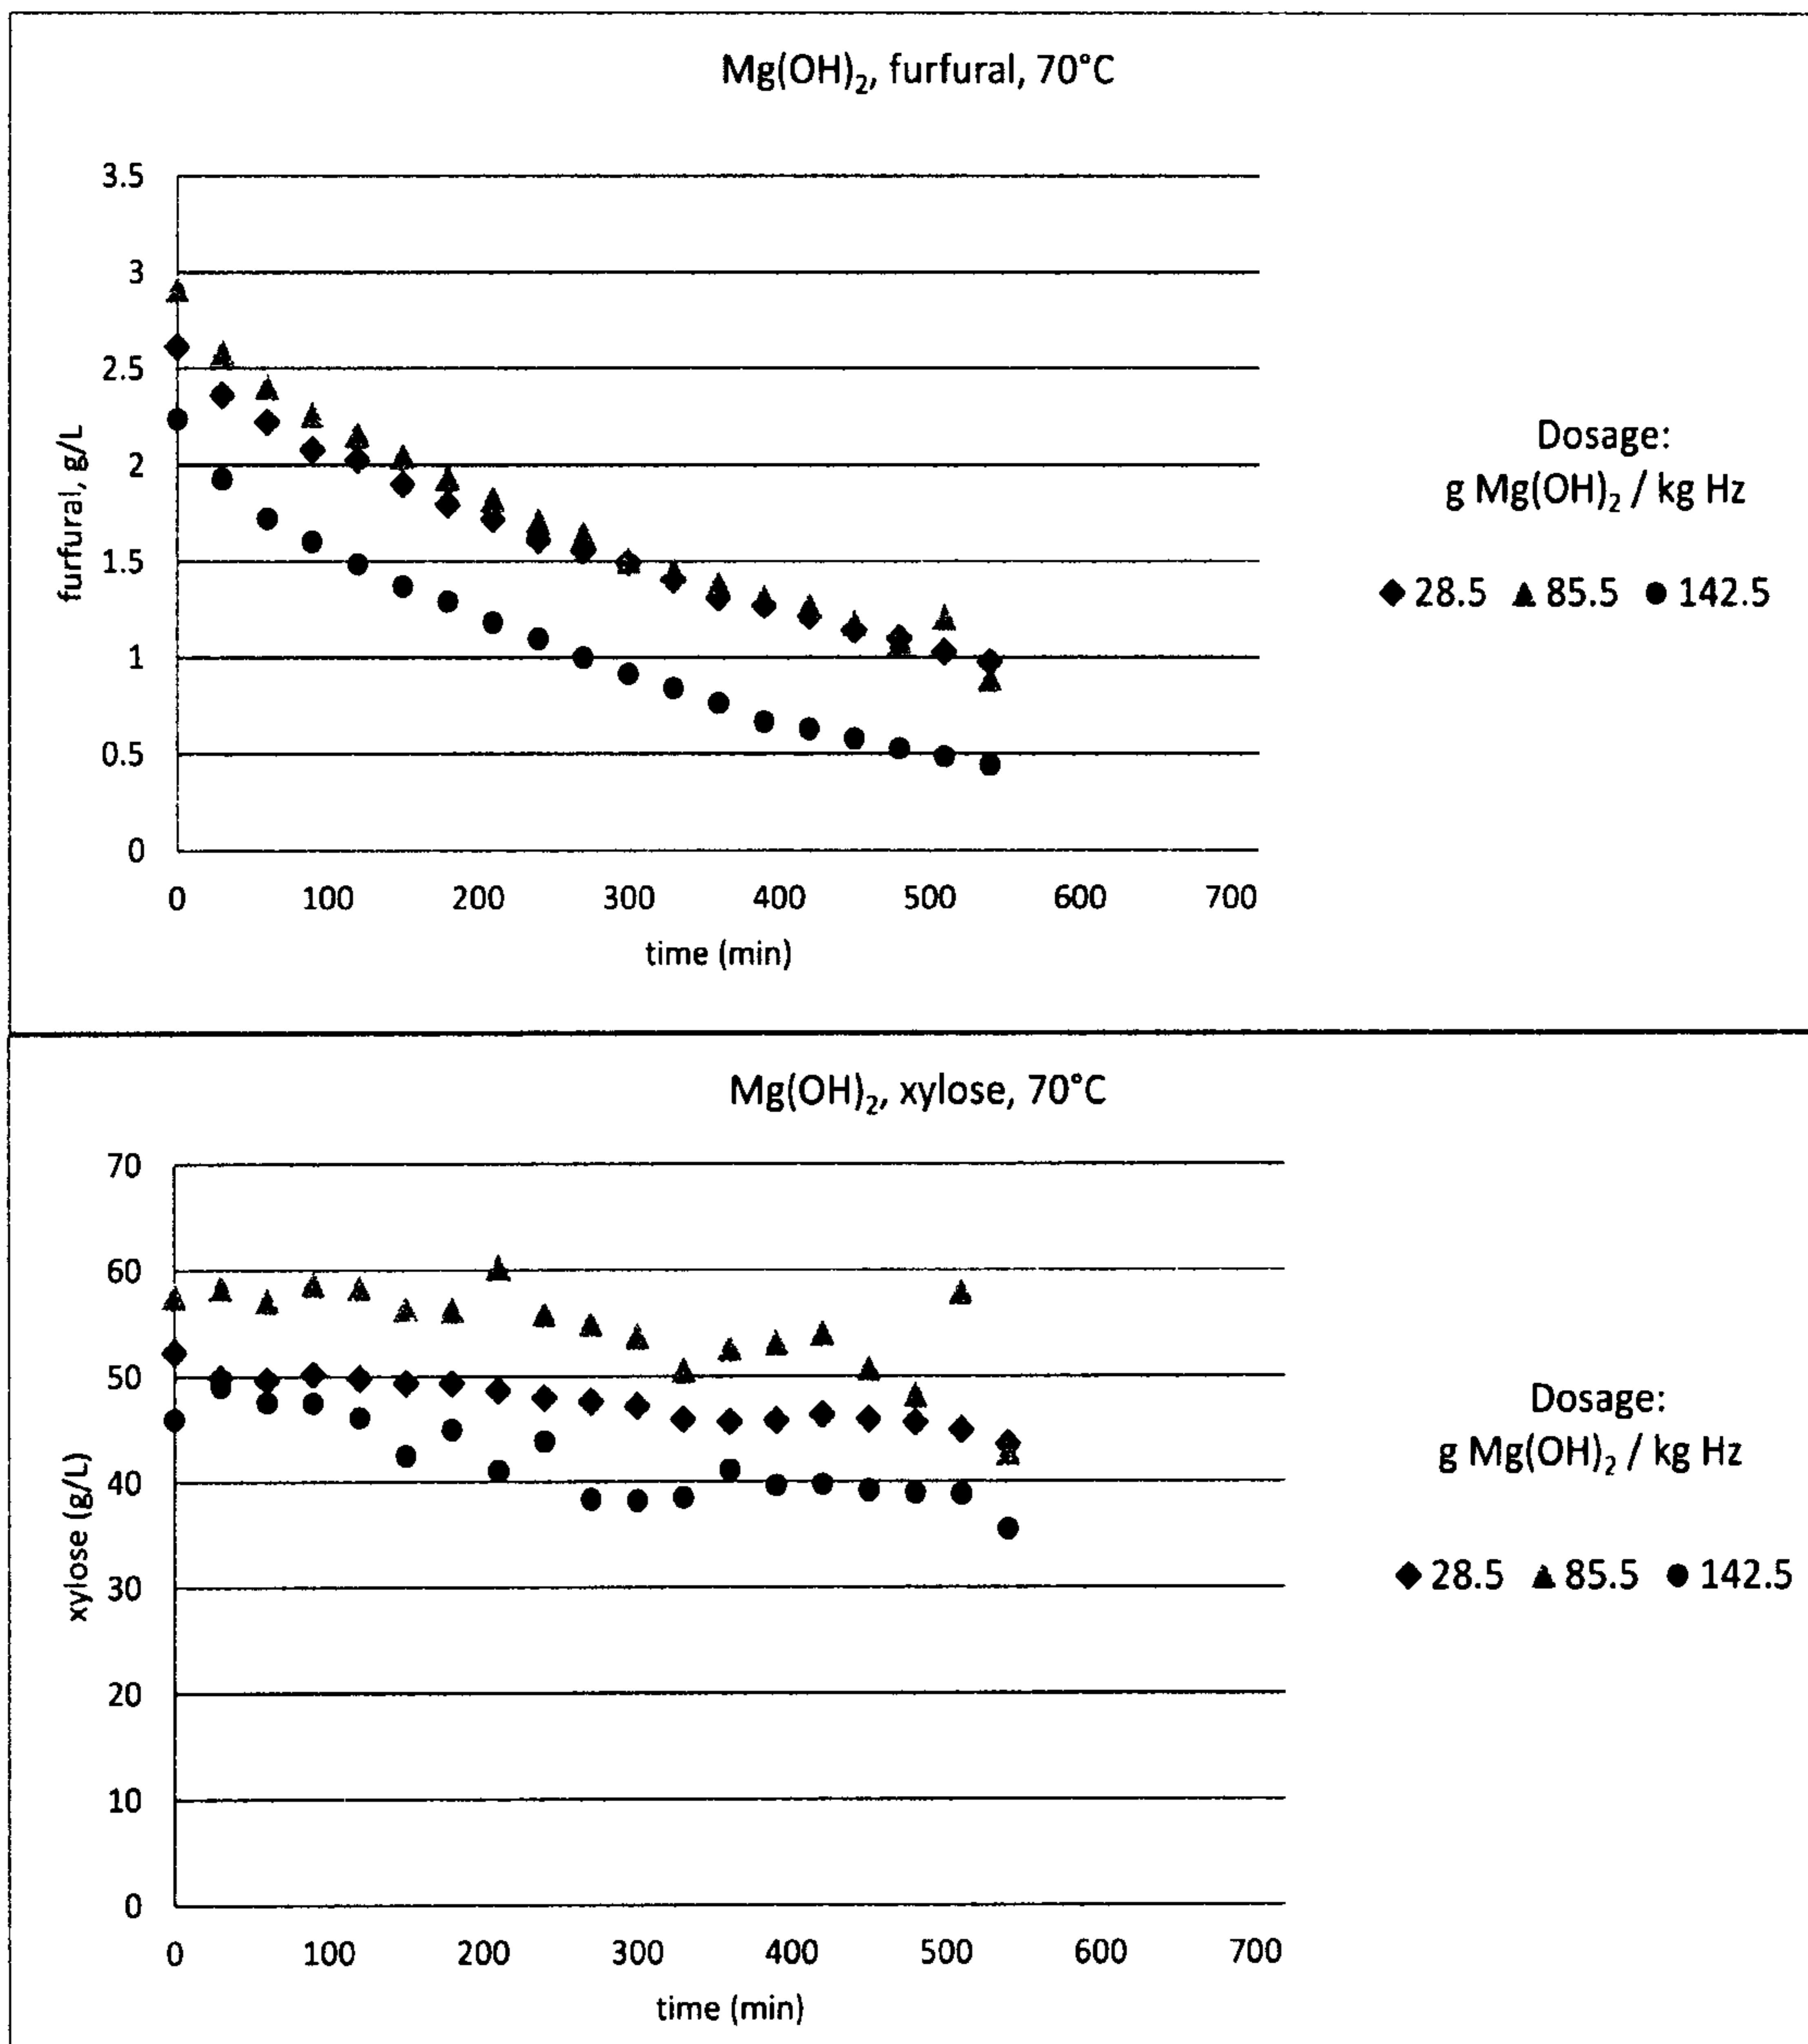 Mg(OH)₂, furfural, 70°C
3.5
3
2.5
2
1.5
1
0.5
0
furfural, g/L
0 100 200 300 400 500 600 700
time (min)
Dosage:
g Mg(OH)₂ / kg Hz
28.5 85.5 142.5
Mg(OH)₂, xylose, 70°C
70
60
50
40
30
20
10
0
xylose (g/L)
0 100 200 300 400 500 600 700
time (min)
Dosage:
g Mg(OH)₂ / kg Hz
28.5 85.5 142.5